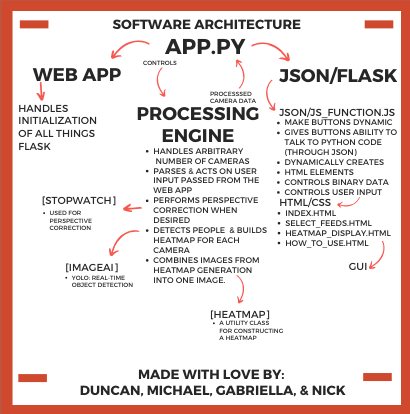 SOFTWARE ARCHITECTURE
APP.PY
WEB APP
CONTROLS
JSON/FLASK
PROCESSSED
CAMERA DATA
HANDLES
INITIALIZATION
OF ALL THINGS
FLASK
PROCESSING
ENGINE
• HANDLES ARBITRARY
NUMBER OF CAMERAS
• PARSES & ACTS ON USER
INPUT PASSED FROM THE
WEB APP
• PERFORMS PERSPECTIVE
CORRECTION WHEN
DESIRED
• DETECTS PEOPLE & BUILDS
HEATMAP FOR EACH
CAMERA
• COMBINES IMAGES FROM
HEATMAP GENERATION
INTO ONE IMAGE.
JSON/JS_FUNCTION.JS
• MAKE BUTTONS DYNAMIC
• GIVES BUTTONS ABILITY TO
TALK TO PYTHON CODE
(THROUGH JSON)
• DYNAMICALLY CREATES
• HTML ELEMENTS
• CONTROLS BINARY DATA
• CONTROLS USER INPUT
HTML/CSS
• INDEX.HTML
• SELECT_FEEDS.HTML
• HEATMAP_DISPLAY.HTML
• HOW_TO_USE.HTML
GUI
[STOPWATCH]
• USED FOR
PERSPECTIVE
CORRECTION
[IMAGEAI]
• YOLO: REAL-TIME
OBJECT DETECTION
[HEATMAP]
• A UTILITY CLASS
FOR CONSTRUCTING
A HEATMAP
MADE WITH LOVE BY:
DUNCAN, MICHAEL, GABRIELLA, & NICK